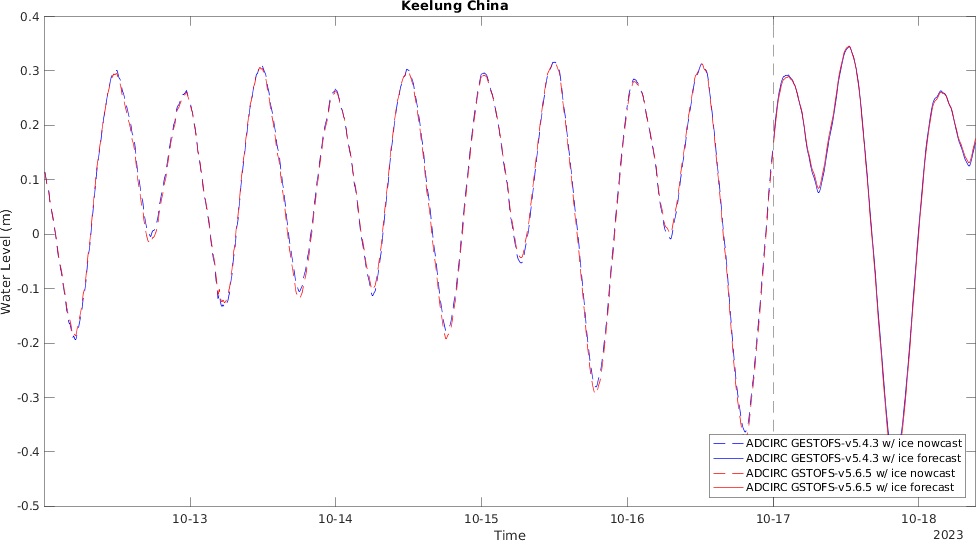 Keelung China
0.4
0.3
0.2
0.1
0
-0.1
-0.2
-0.3
-0.4
-0.5
Water Level (m)
ADCIRC GESTOFS-v5.4.3 w/ ice nowcast
ADCIRC GESTOFS-v5.4.3 w/ ice forecast
ADCIRC GSTOFS-v5.6.5 w/ ice nowcast
ADCIRC GSTOFS-v5.6.5 w/ ice forecast
10-13 10-14 10-15 10-16 10-17 10-18
Time
2023